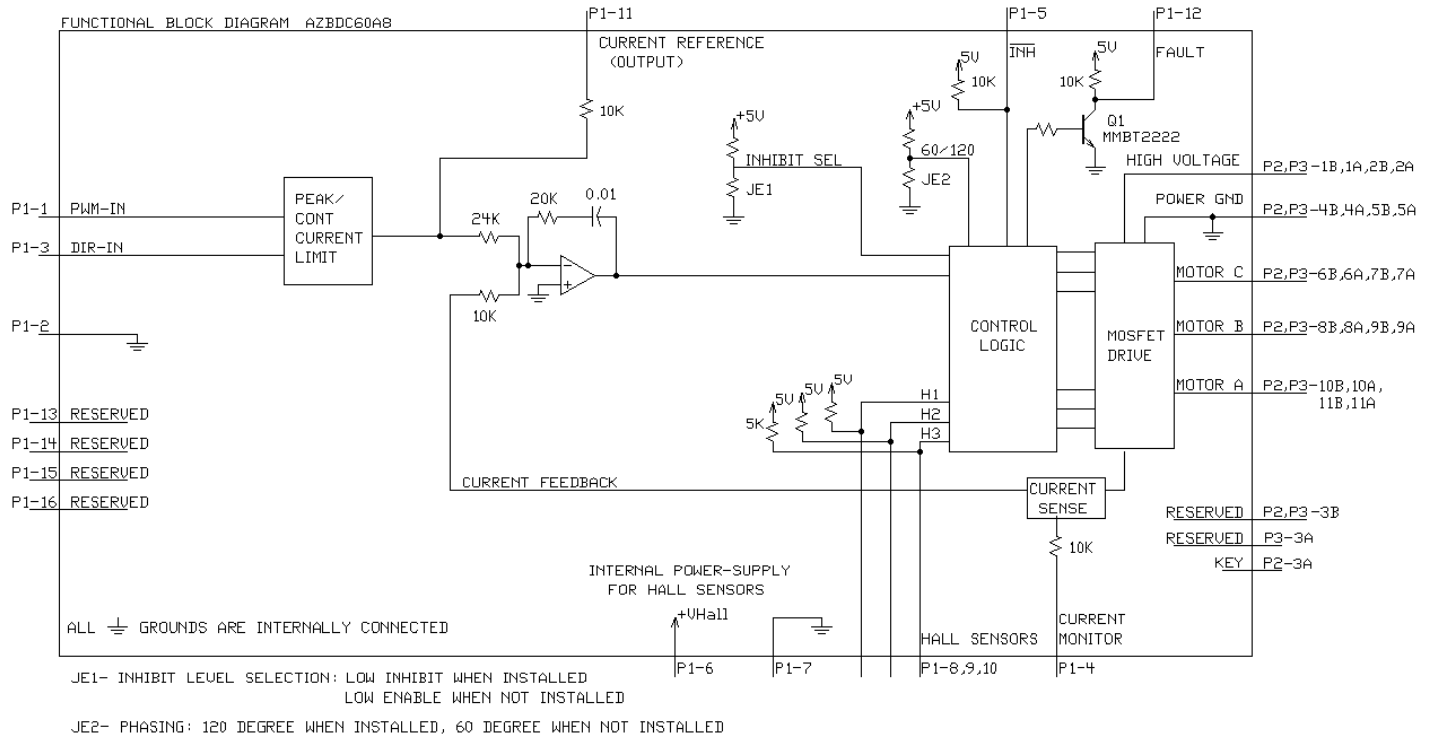 FUNCTIONAL BLOCK DIAGRAM AZBDC60A8
P1-11
P1-5
P1-12
CURRENT REFERENCE
(OUTPUT)
INH
FAULT
5V
10K
5V
10K
10K
+5V
INHIBIT SEL
JE1
+5V
60/120
JE2
Q1
MMBT2222
HIGH VOLTAGE
P2,P3-1B,1A,2B,2A
POWER GND
P2,P3-4B,4A,5B,5A
P1-1 PWM-IN
P1-3 DIR-IN
PEAK/
CONT
CURRENT
LIMIT
24K
20K
0.01
10K
-
+
P1-2
CONTROL
LOGIC
MOSFET
DRIVE
MOTOR C P2,P3-6B,6A,7B,7A
MOTOR B P2,P3-8B,8A,9B,9A
MOTOR A P2,P3-10B,10A,
11B,11A
5K
5V
5V
5V
H1
H2
H3
P1-13 RESERVED
P1-14 RESERVED
P1-15 RESERVED
P1-16 RESERVED
CURRENT FEEDBACK
CURRENT
SENSE
10K
RESERVED P2,P3-3B
RESERVED P3-3A
KEY P2-3A
INTERNAL POWER-SUPPLY
FOR HALL SENSORS
+VHall
ALL GROUNDS ARE INTERNALLY CONNECTED
HALL SENSORS
CURRENT
MONITOR
P1-6
P1-7
P1-8,9,10
P1-4
JE1- INHIBIT LEVEL SELECTION: LOW INHIBIT WHEN INSTALLED
LOW ENABLE WHEN NOT INSTALLED
JE2- PHASING: 120 DEGREE WHEN INSTALLED, 60 DEGREE WHEN NOT INSTALLED